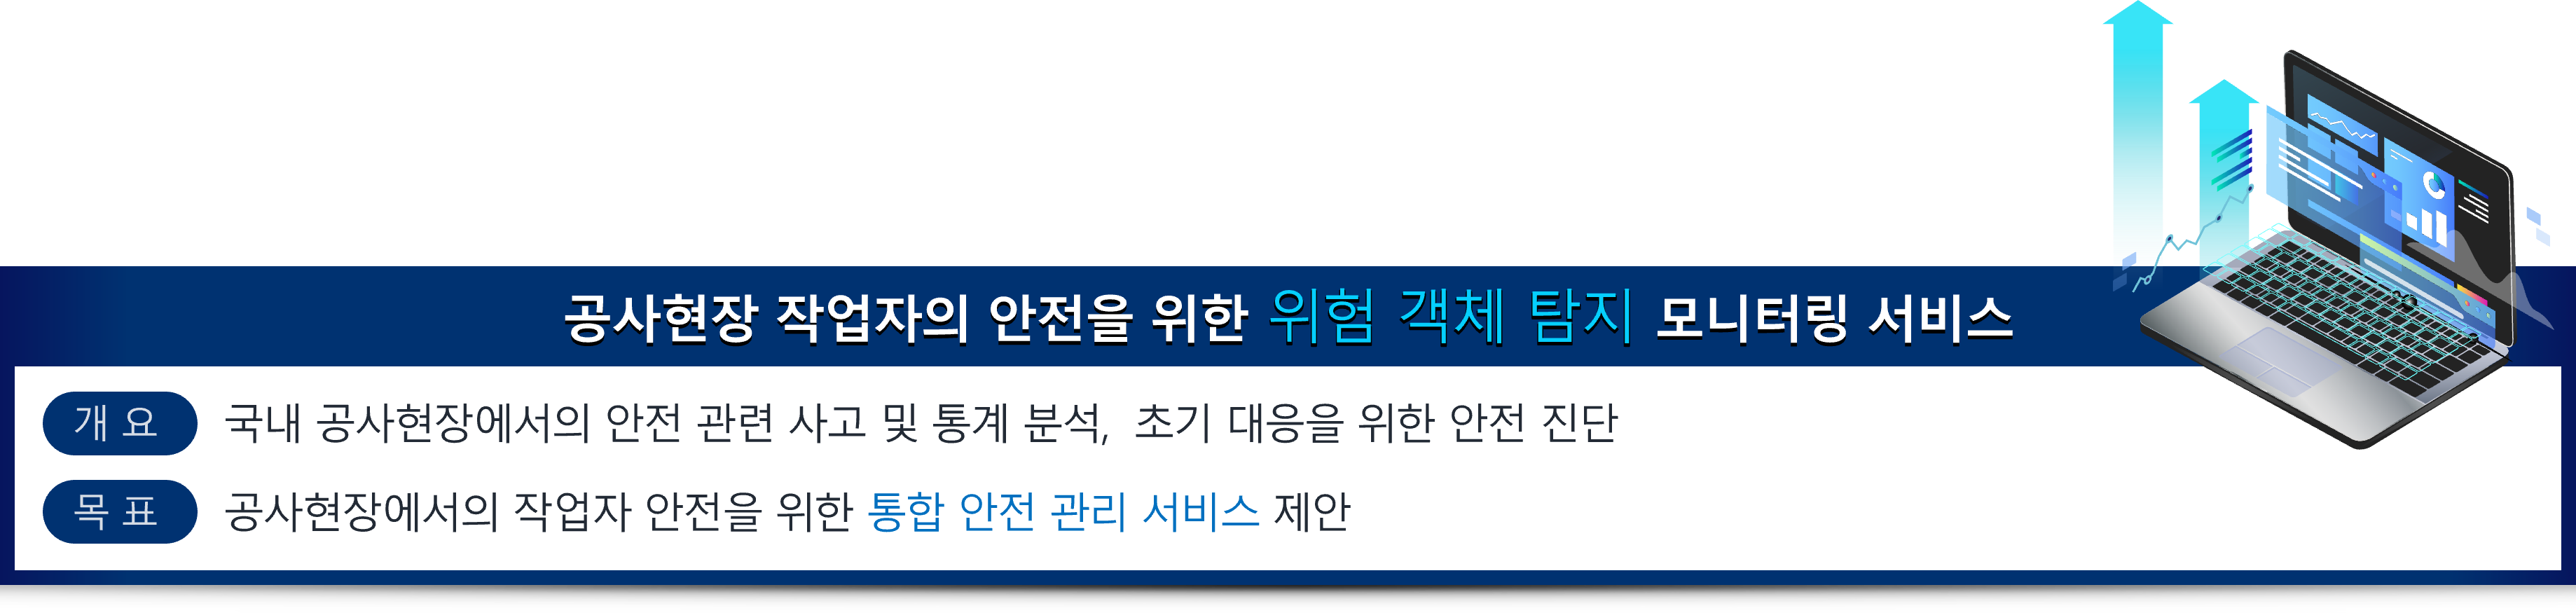 공사현장 작업자의 안전을 위한 위험 객체 탐지 모니터링 서비스
개 요 국내 공사현장에서의 안전 관련 사고 및 통계 분석, 초기 대응을 위한 안전 진단
목 표 공사현장에서의 작업자 안전을 위한 통합 안전 관리 서비스 제안